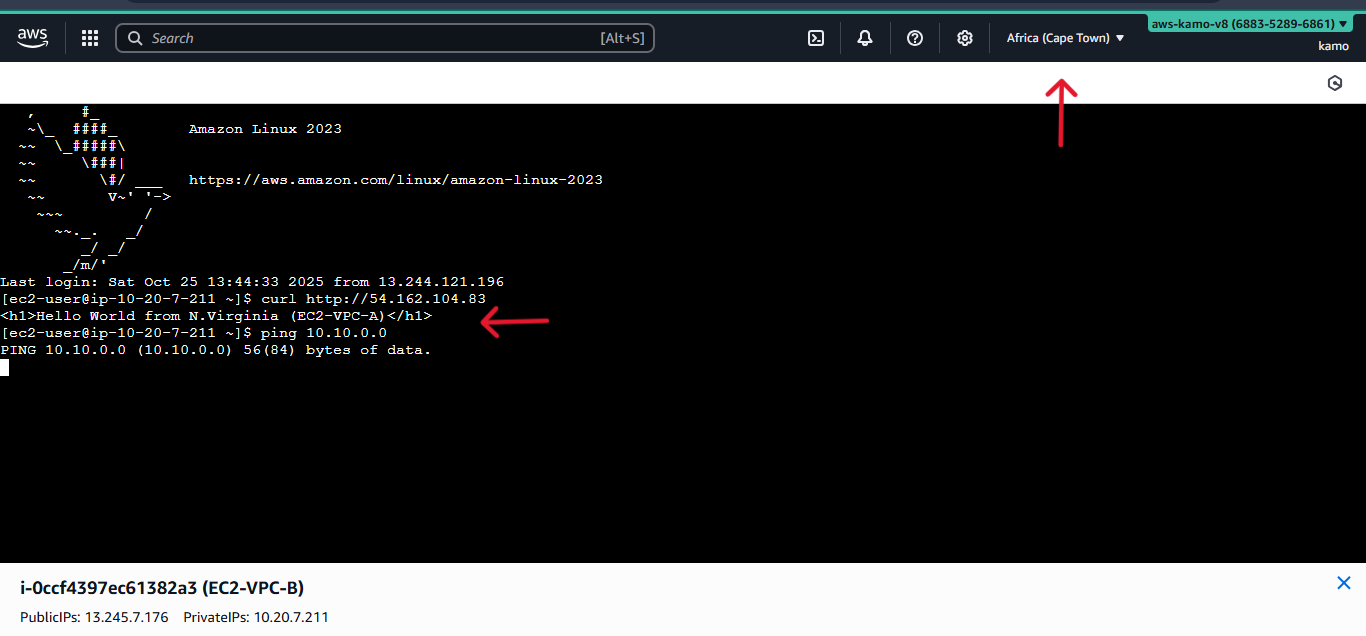 aws
Search [Alt+S]
Africa (Cape Town) ▼
aws-kamo-v8 (6883-5289-6861) ▼
kamo
   ,     #_
   ~\_  ####_        Amazon Linux 2023
  ~~  \_#####\
  ~~     \###|
  ~~       \#/ ___   https://aws.amazon.com/linux/amazon-linux-2023
   ~~       V~' '->
    ~~~         /
      ~~._.   _/
         _/ _/
       _/m/'
Last login: Sat Oct 25 13:44:33 2025 from 13.244.121.196
[ec2-user@ip-10-20-7-211 ~]$ curl http://54.162.104.83
<h1>Hello World from N.Virginia (EC2-VPC-A)</h1>
[ec2-user@ip-10-20-7-211 ~]$ ping 10.10.0.0
PING 10.10.0.0 (10.10.0.0) 56(84) bytes of data.
i-0ccf4397ec61382a3 (EC2-VPC-B)
PublicIPs: 13.245.7.176 PrivateIPs: 10.20.7.211